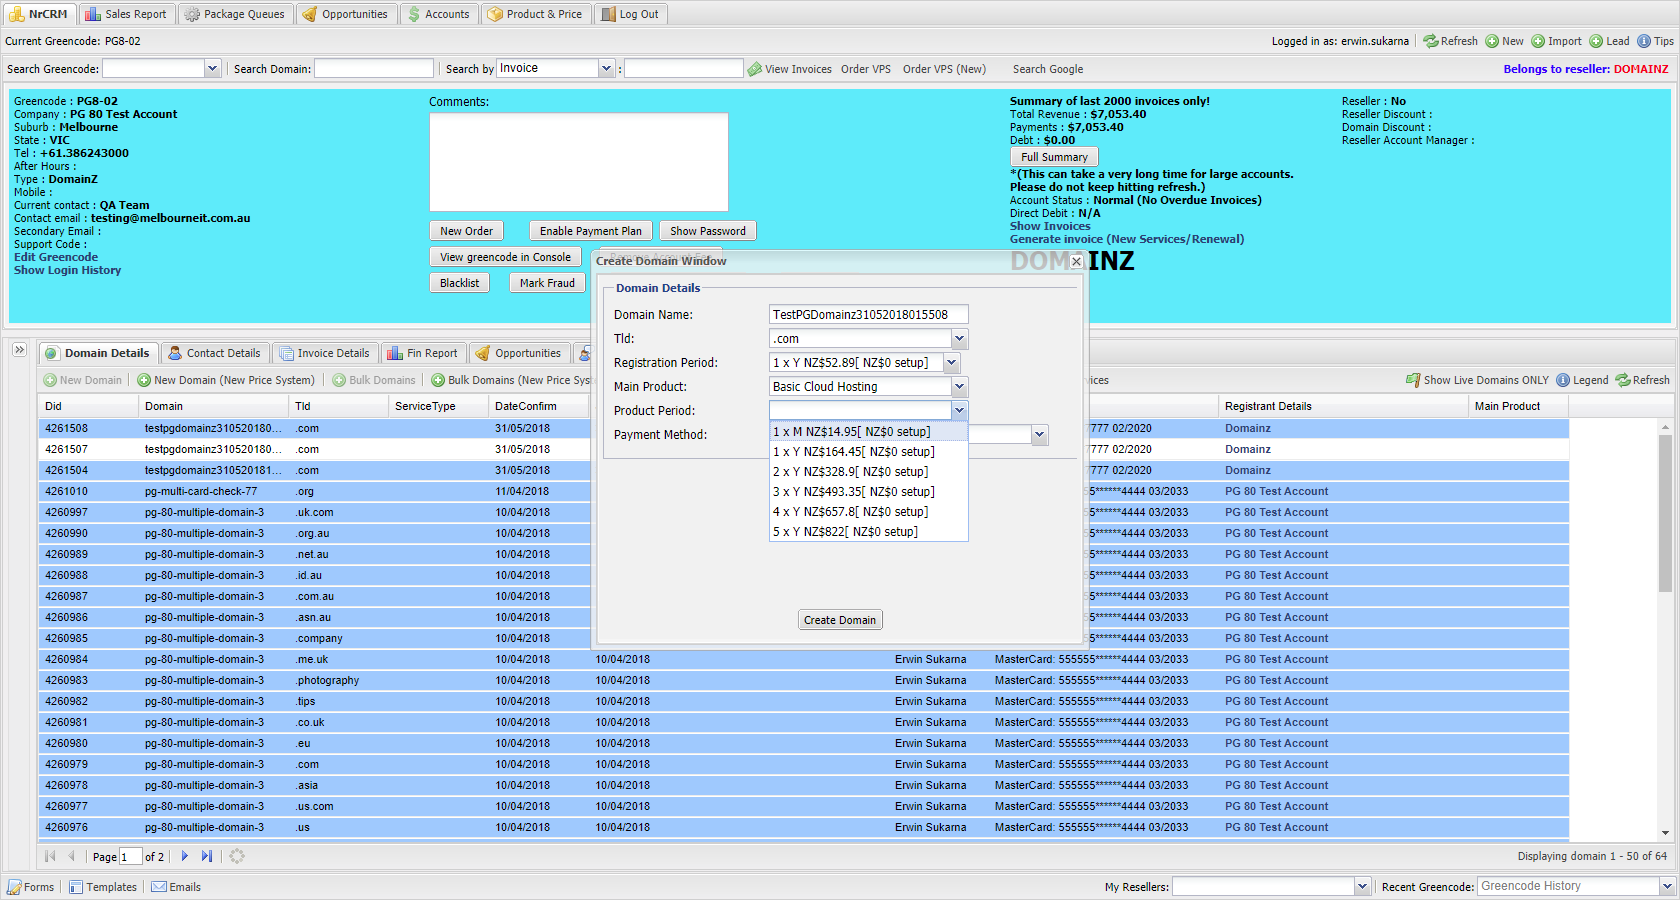 NrCRM Sales Report Package Queues Opportunities Accounts Product & Price Log Out
Current Greencode: PG8-02 Logged in as: erwin.sukarna Refresh New Import Lead Tips
Search Greencode: Search Domain: Search by Invoice : View Invoices Order VPS Order VPS (New) Search Google Belongs to reseller: DOMAINZ
Greencode : PG8-02
Company : PG 80 Test Account
Suburb : Melbourne
State : VIC
Tel : +61.386243000
After Hours :
Type : DomainZ
Mobile :
Current contact : QA Team
Contact email : testing@melbourneit.com.au
Secondary Email :
Support Code :
Edit Greencode
Show Login History
Comments:
New Order Enable Payment Plan Show Password
View greencode in Console Remove Account
Blacklist Mark Fraud
Summary of last 2000 invoices only!
Total Revenue : $7,053.40
Payments : $7,053.40
Debt : $0.00
Full Summary
*(This can take a very long time for large accounts.
Please do not keep hitting refresh.)
Account Status : Normal (No Overdue Invoices)
Direct Debit : N/A
Show Invoices
Generate invoice (New Services/Renewal)
DOMAINZ
Reseller : No
Reseller Discount :
Domain Discount :
Reseller Account Manager :
Create Domain Window
Domain Details
Domain Name: TestPGDomainz31052018015508
Tld: .com
Registration Period: 1 x Y NZ$52.89[ NZ$0 setup]
Main Product: Basic Cloud Hosting
Product Period:
Payment Method:
1 x M NZ$14.95[ NZ$0 setup]
1 x Y NZ$164.45[ NZ$0 setup]
2 x Y NZ$328.9[ NZ$0 setup]
3 x Y NZ$493.35[ NZ$0 setup]
4 x Y NZ$657.8[ NZ$0 setup]
5 x Y NZ$822[ NZ$0 setup]
Create Domain
Domain Details Contact Details Invoice Details Fin Report Opportunities
New Domain New Domain (New Price System) Bulk Domains Bulk Domains (New Price Syst vices Show Live Domains ONLY Legend Refresh
Did Domain Tld ServiceType DateConfirm Registrant Details Main Product
4261508 testpgdomainz310520180... .com 31/05/2018 7777 02/2020 Domainz
4261507 testpgdomainz310520180... .com 31/05/2018 7777 02/2020 Domainz
4261504 testpgdomainz310520181... .com 31/05/2018 7777 02/2020 Domainz
4261010 pg-multi-card-check-77 .org 11/04/2018 5******4444 03/2033 PG 80 Test Account
4260997 pg-80-multiple-domain-3 .uk.com 10/04/2018 5******4444 03/2033 PG 80 Test Account
4260990 pg-80-multiple-domain-3 .org.au 10/04/2018 5******4444 03/2033 PG 80 Test Account
4260989 pg-80-multiple-domain-3 .net.au 10/04/2018 5******4444 03/2033 PG 80 Test Account
4260988 pg-80-multiple-domain-3 .id.au 10/04/2018 5******4444 03/2033 PG 80 Test Account
4260987 pg-80-multiple-domain-3 .com.au 10/04/2018 5******4444 03/2033 PG 80 Test Account
4260986 pg-80-multiple-domain-3 .asn.au 10/04/2018 5******4444 03/2033 PG 80 Test Account
4260985 pg-80-multiple-domain-3 .company 10/04/2018 5******4444 03/2033 PG 80 Test Account
4260984 pg-80-multiple-domain-3 .me.uk 10/04/2018 10/04/2018 Erwin Sukarna MasterCard: 555555******4444 03/2033 PG 80 Test Account
4260983 pg-80-multiple-domain-3 .photography 10/04/2018 10/04/2018 Erwin Sukarna MasterCard: 555555******4444 03/2033 PG 80 Test Account
4260982 pg-80-multiple-domain-3 .tips 10/04/2018 10/04/2018 Erwin Sukarna MasterCard: 555555******4444 03/2033 PG 80 Test Account
4260981 pg-80-multiple-domain-3 .co.uk 10/04/2018 10/04/2018 Erwin Sukarna MasterCard: 555555******4444 03/2033 PG 80 Test Account
4260980 pg-80-multiple-domain-3 .eu 10/04/2018 10/04/2018 Erwin Sukarna MasterCard: 555555******4444 03/2033 PG 80 Test Account
4260979 pg-80-multiple-domain-3 .com 10/04/2018 10/04/2018 Erwin Sukarna MasterCard: 555555******4444 03/2033 PG 80 Test Account
4260978 pg-80-multiple-domain-3 .asia 10/04/2018 10/04/2018 Erwin Sukarna MasterCard: 555555******4444 03/2033 PG 80 Test Account
4260977 pg-80-multiple-domain-3 .us.com 10/04/2018 10/04/2018 Erwin Sukarna MasterCard: 555555******4444 03/2033 PG 80 Test Account
4260976 pg-80-multiple-domain-3 .us 10/04/2018 10/04/2018 Erwin Sukarna MasterCard: 555555******4444 03/2033 PG 80 Test Account
Page 1 of 2 Displaying domain 1 - 50 of 64
Forms Templates Emails My Resellers: Recent Greencode: Greencode History